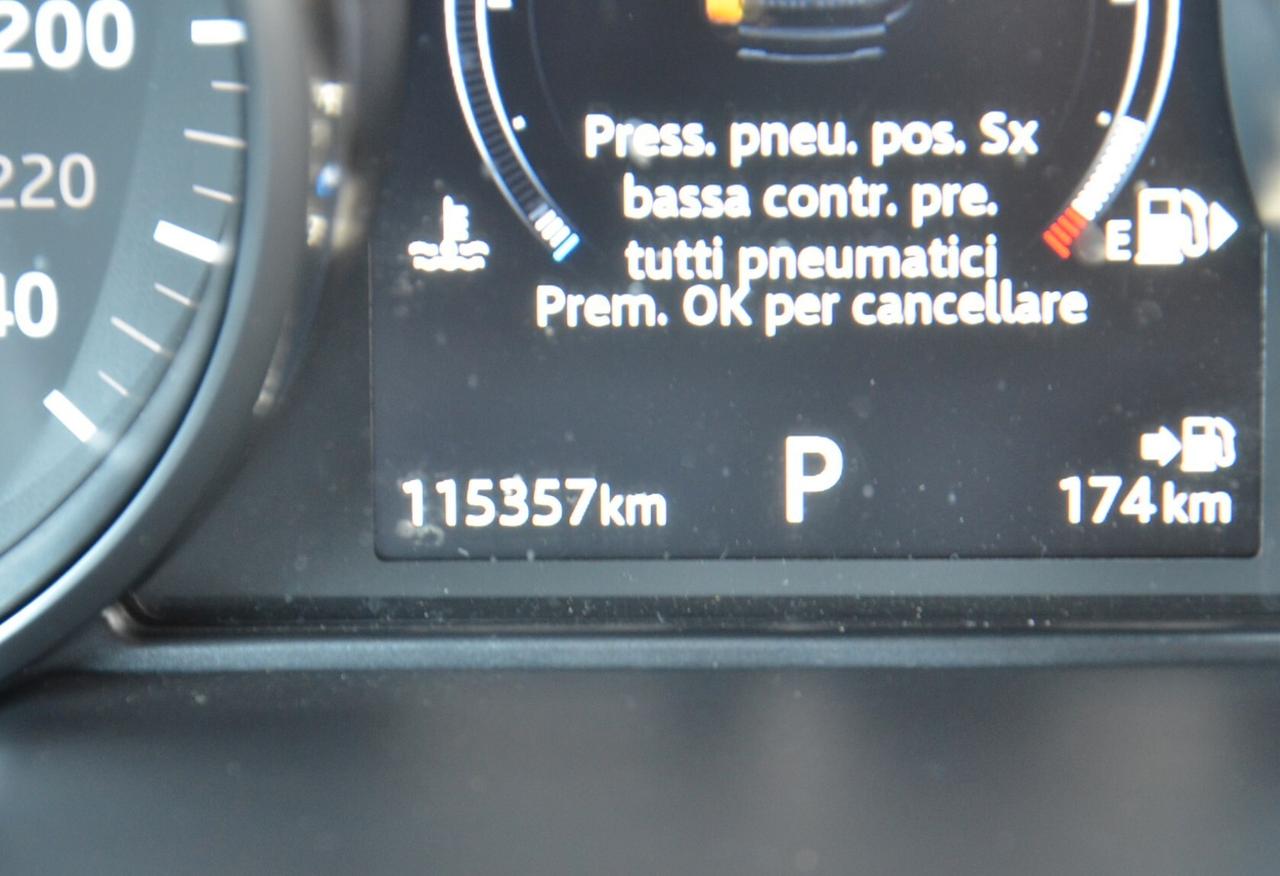 200
220
Press. pneu. pos. Sx
bassa contr. pre.
tutti pneumatici
Prem. OK per cancellare
E
40
P
115357km
174km